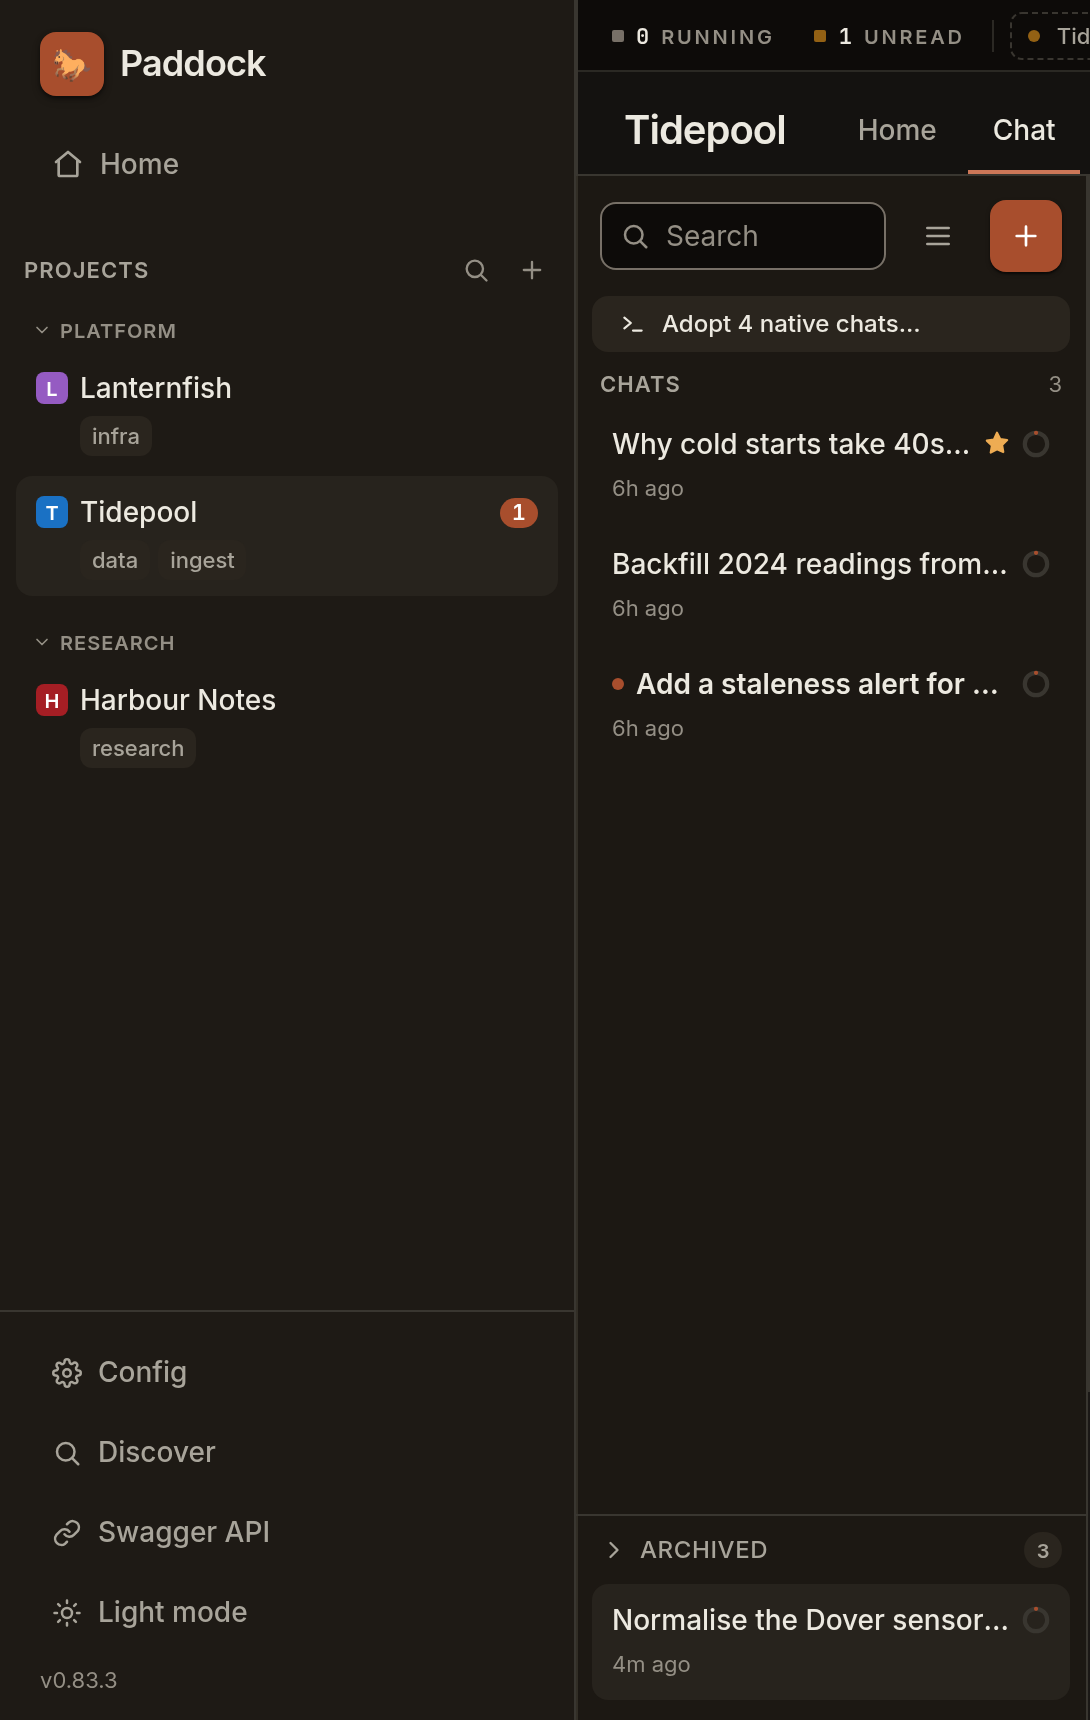 Paddock
Home
PROJECTS
PLATFORM
L Lanternfish
infra
T Tidepool 1
data ingest
RESEARCH
H Harbour Notes
research
Config
Discover
Swagger API
Light mode
v0.83.3
0 RUNNING 1 UNREAD Tid
Tidepool Home Chat
Search
Adopt 4 native chats...
CHATS 3
Why cold starts take 40s...
6h ago
Backfill 2024 readings from...
6h ago
Add a staleness alert for ...
6h ago
ARCHIVED 3
Normalise the Dover sensor...
4m ago